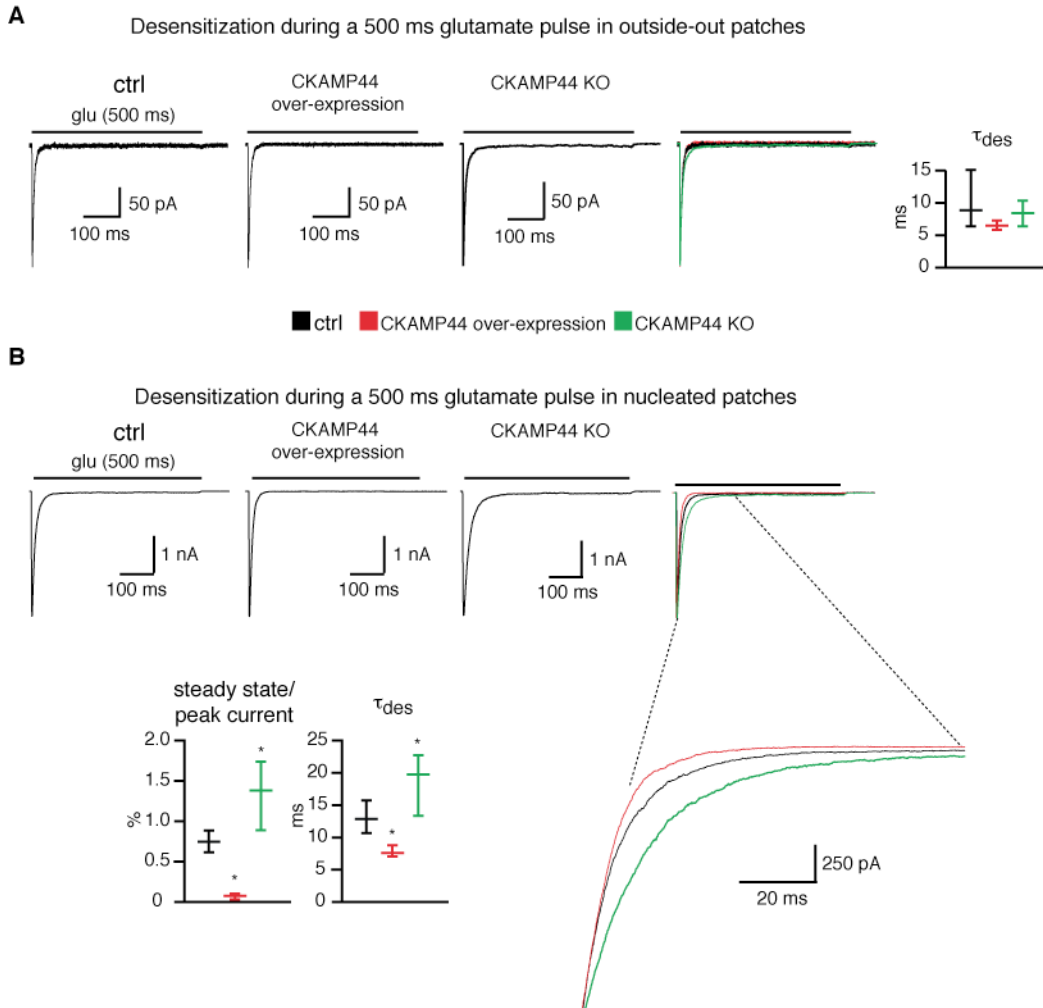 A
Desensitization during a 500 ms glutamate pulse in outside-out patches
ctrl
glu (500 ms)
CKAMP44
over-expression
CKAMP44 KO
50 pA
100 ms
50 pA
100 ms
50 pA
100 ms
τdes
15
10
5
0
ms
ctrl
CKAMP44 over-expression
CKAMP44 KO
B
Desensitization during a 500 ms glutamate pulse in nucleated patches
ctrl
glu (500 ms)
CKAMP44
over-expression
CKAMP44 KO
1 nA
100 ms
1 nA
100 ms
1 nA
100 ms
steady state/
peak current
2.0
1.5
1.0
0.5
0
%
*
*
τdes
25
20
15
10
5
0
ms
*
*
250 pA
20 ms